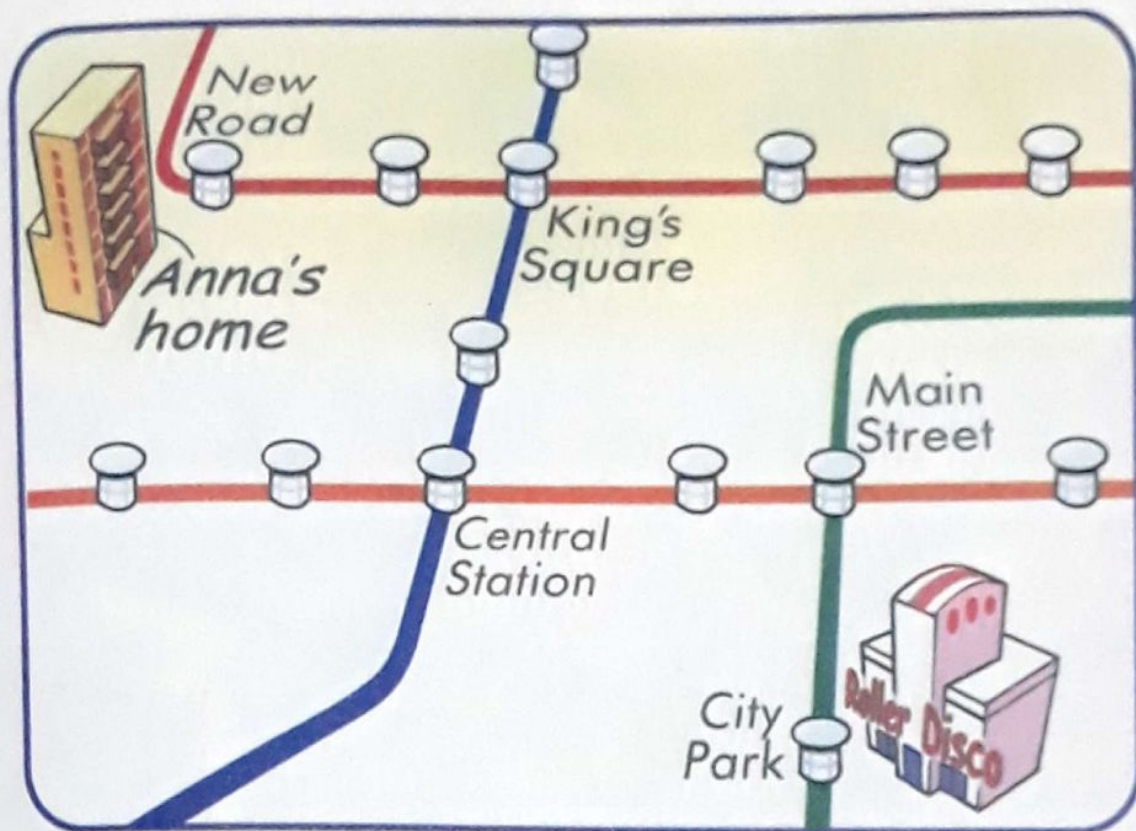 New
Road
King's
Square
Anna's
home
Main
Street
Central
Station
City
Park
Roller Disco